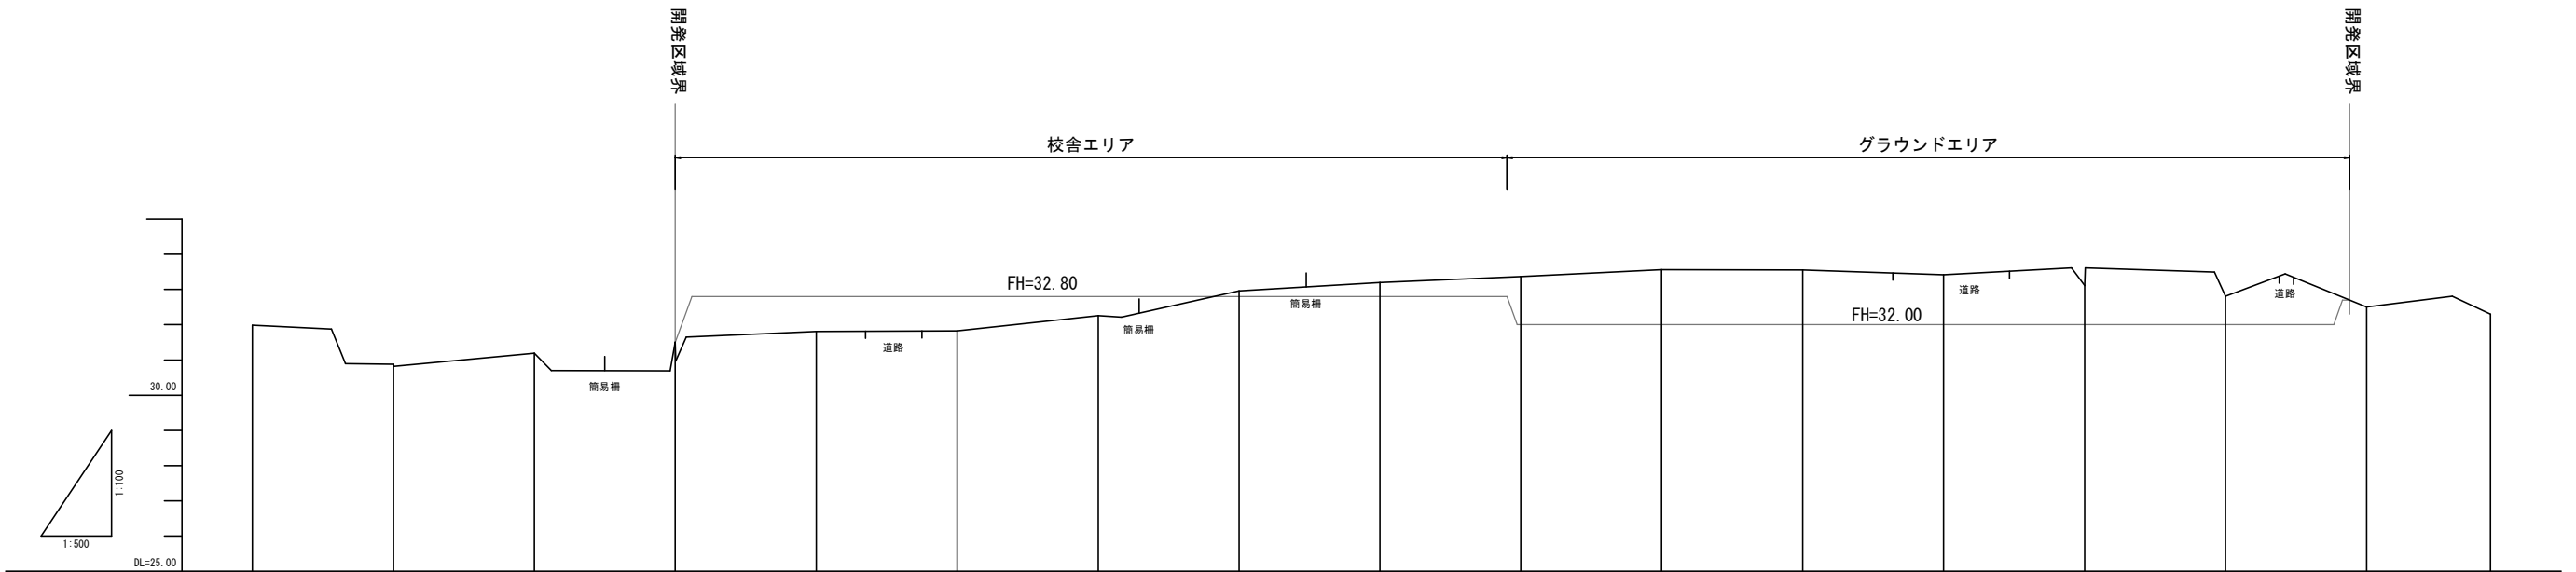 開発区域界
開発区域界
校舎エリア
グラウンドエリア
FH=32.80
FH=32.00
簡易柵
道路
道路
簡易柵
道路
簡易柵
30.00
1:100
1:500
DL=25.00